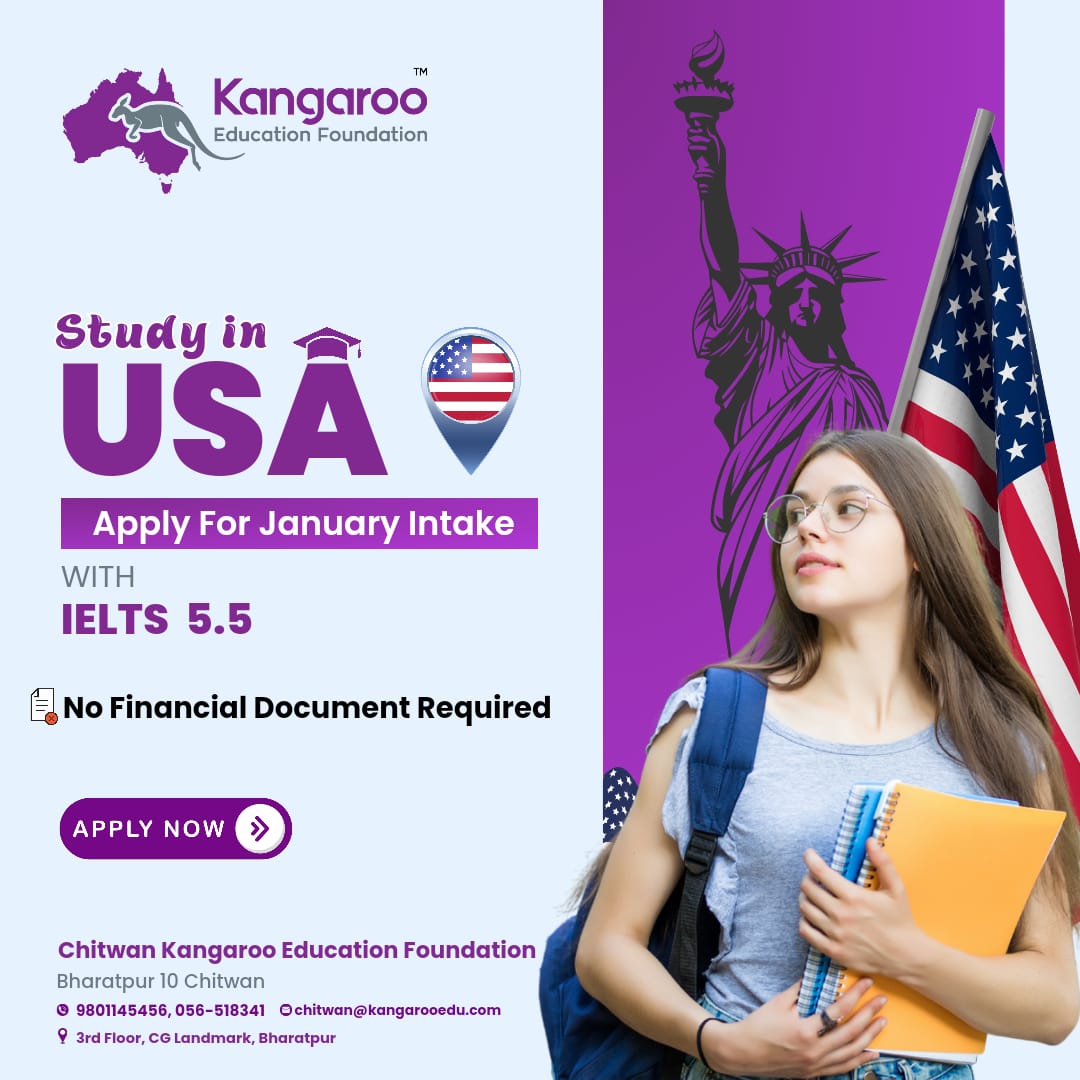 Kangaroo™
Education Foundation
Study in
USA
Apply For January Intake
WITH
IELTS 5.5
No Financial Document Required
APPLY NOW
Chitwan Kangaroo Education Foundation
Bharatpur 10 Chitwan
9801145456, 056-518341 chitwan@kangarooedu.com
3rd Floor, CG Landmark, Bharatpur